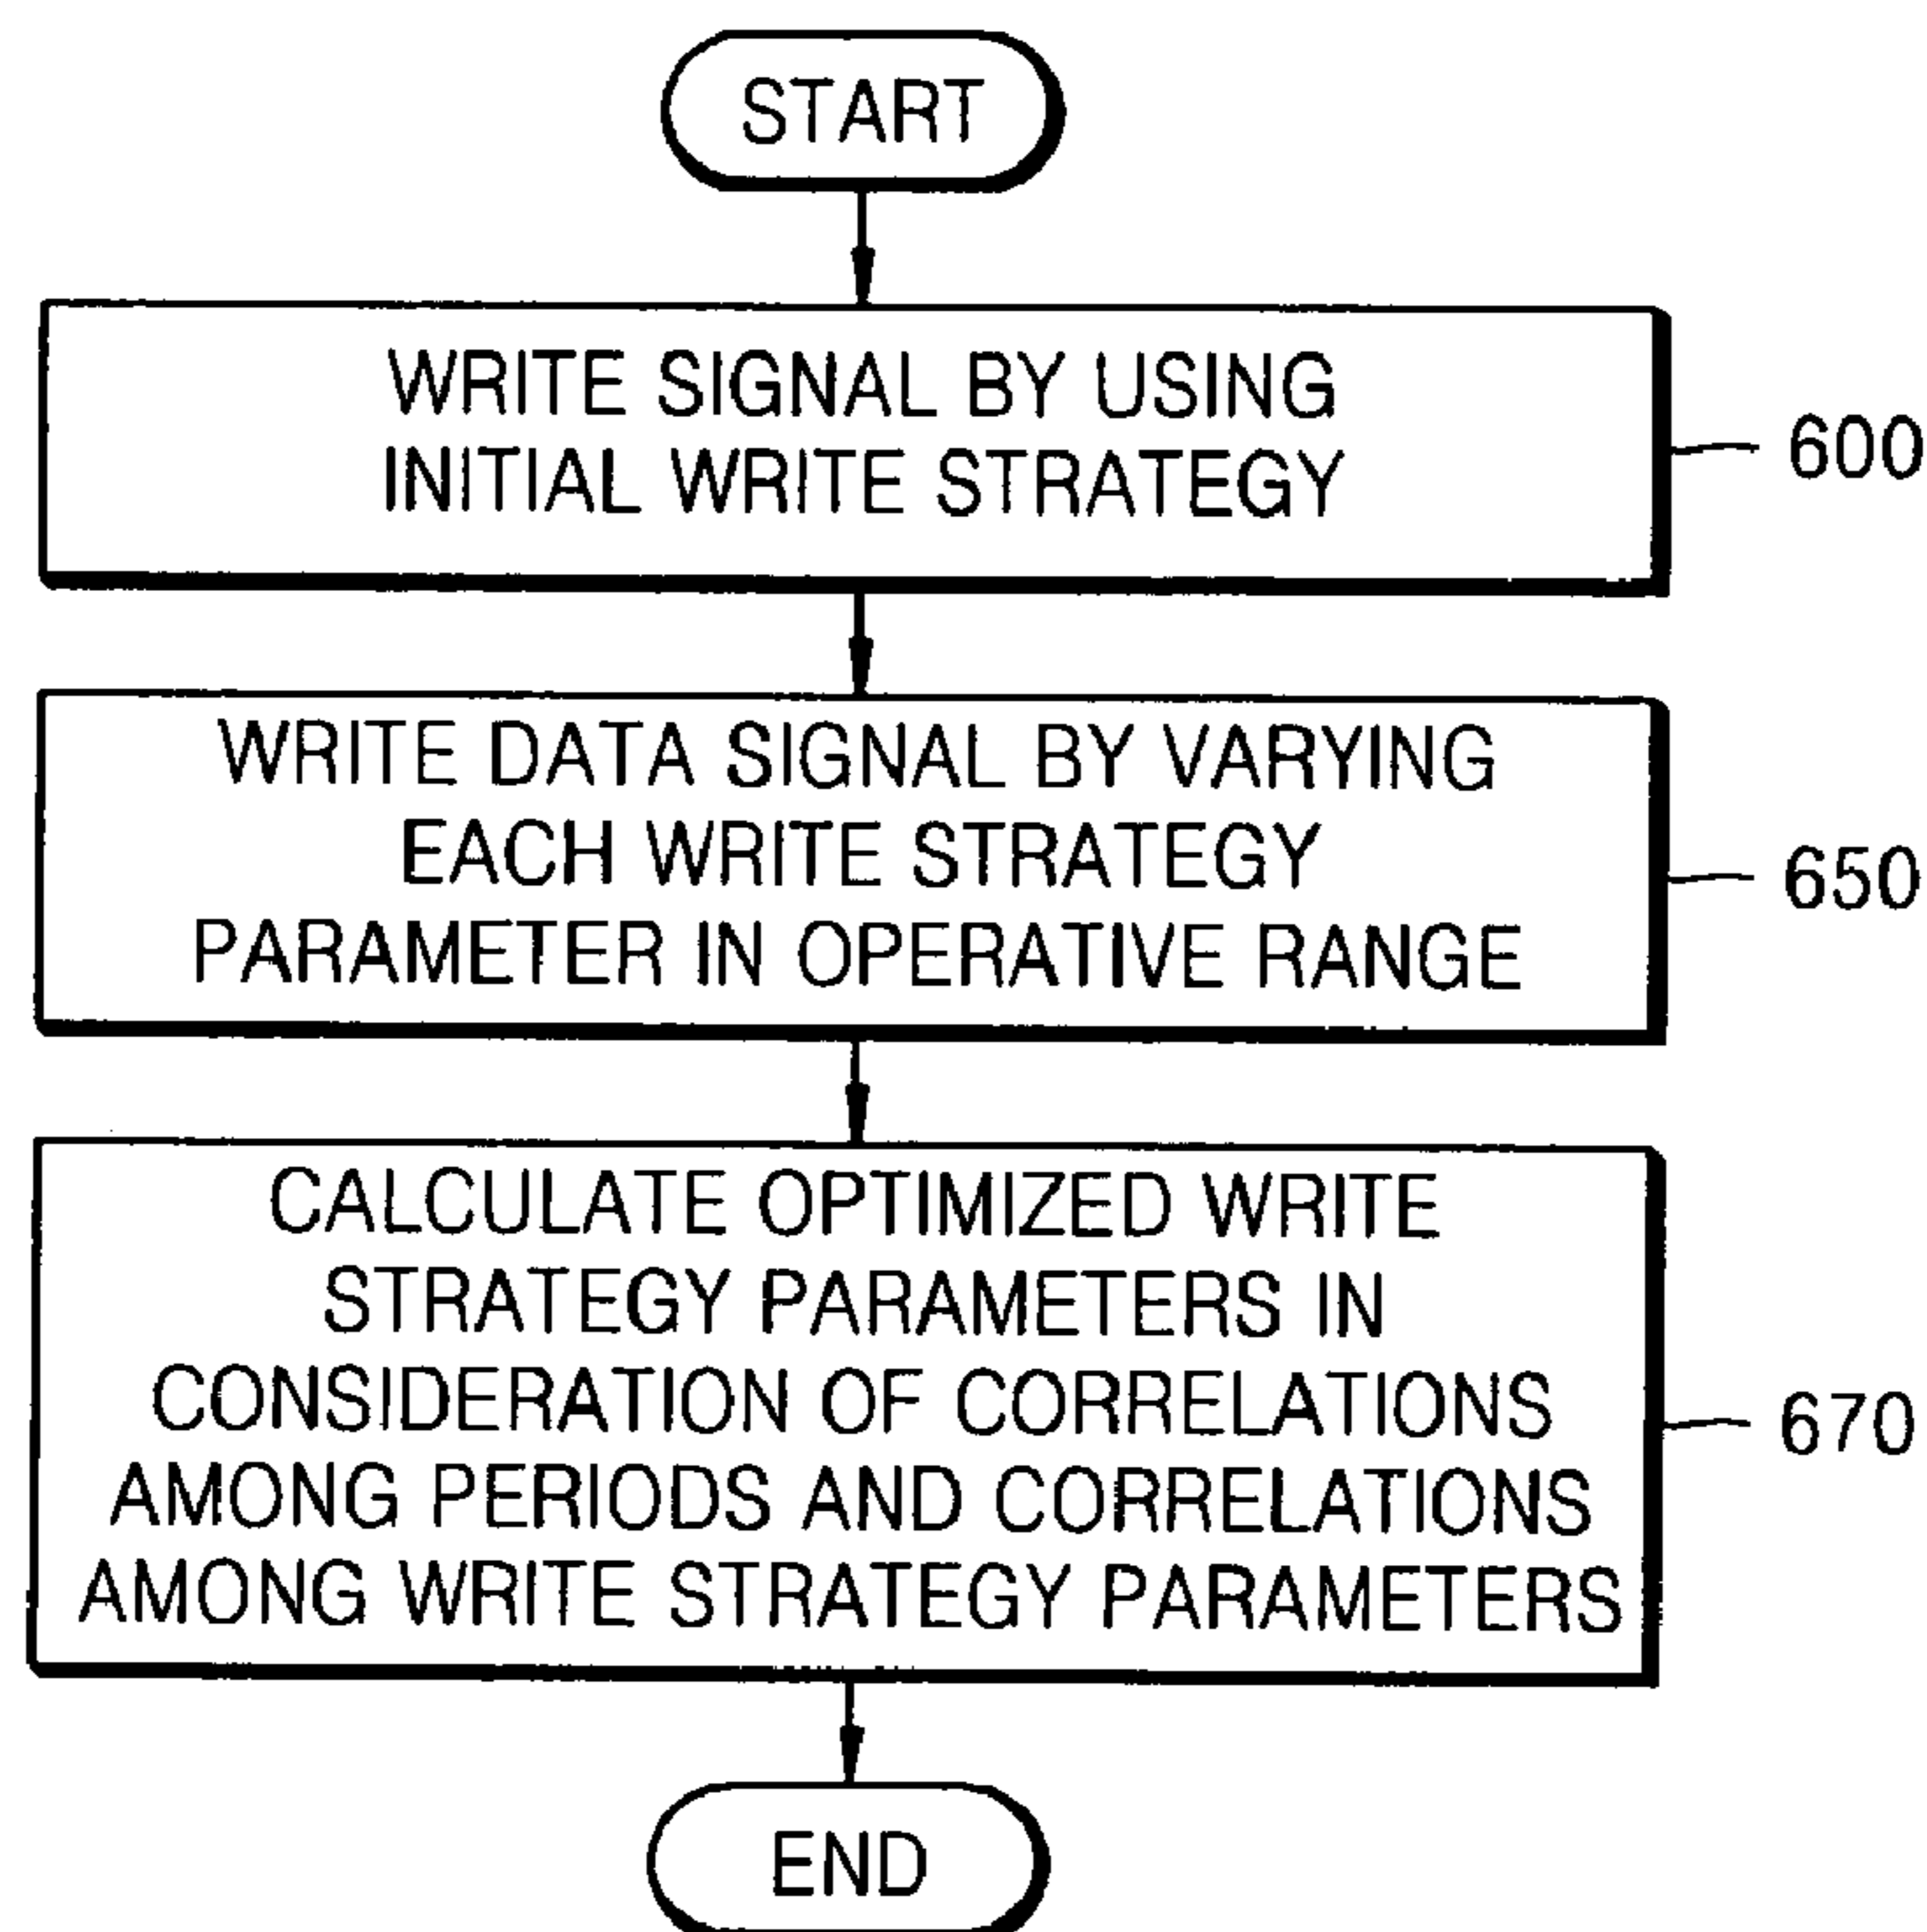 START
WRITE SIGNAL BY USING
INITIAL WRITE STRATEGY
600
WRITE DATA SIGNAL BY VARYING
EACH WRITE STRATEGY
PARAMETER IN OPERATIVE RANGE
650
CALCULATE OPTIMIZED WRITE
STRATEGY PARAMETERS IN
CONSIDERATION OF CORRELATIONS
AMONG PERIODS AND CORRELATIONS
AMONG WRITE STRATEGY PARAMETERS
670
END